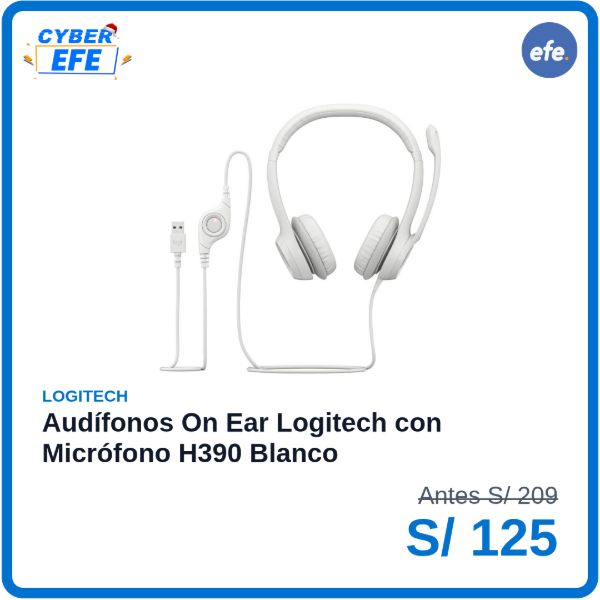 CYBER
EFE
efe.
LOGITECH
Audífonos On Ear Logitech con
Micrófono H390 Blanco
Antes S/ 209
S/ 125